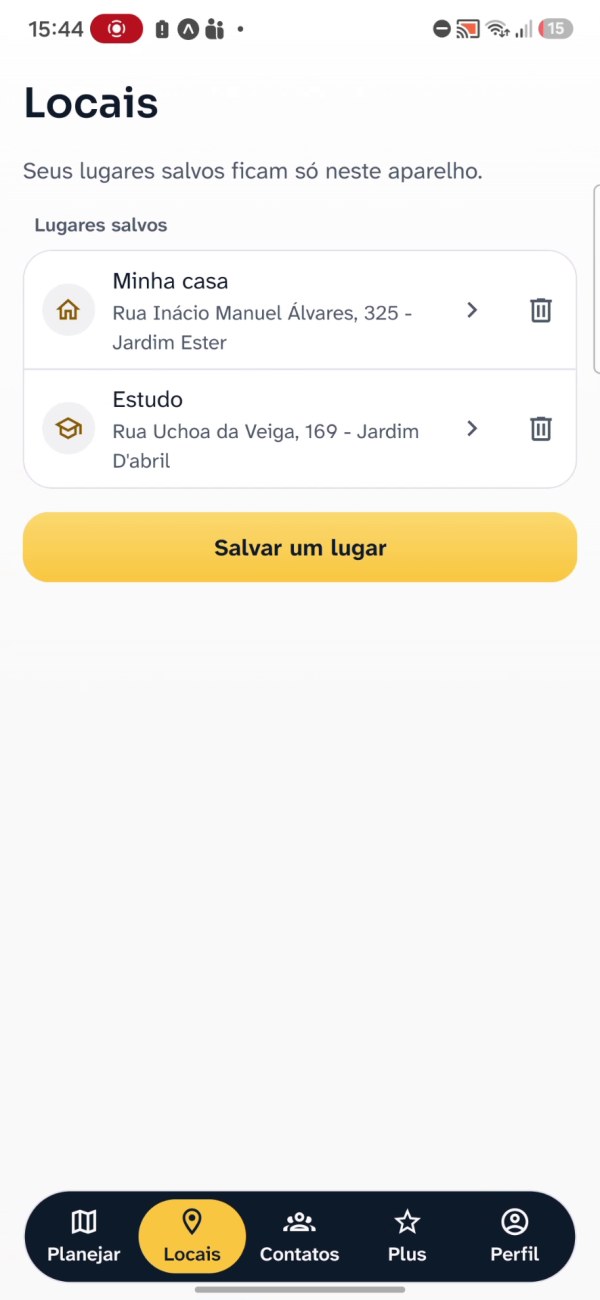 15:44
15
Locais
Seus lugares salvos ficam só neste aparelho.
Lugares salvos
Minha casa
Rua Inácio Manuel Álvares, 325 -
Jardim Ester
Estudo
Rua Uchoa da Veiga, 169 - Jardim
D'abril
Salvar um lugar
Planejar
Locais
Contatos
Plus
Perfil